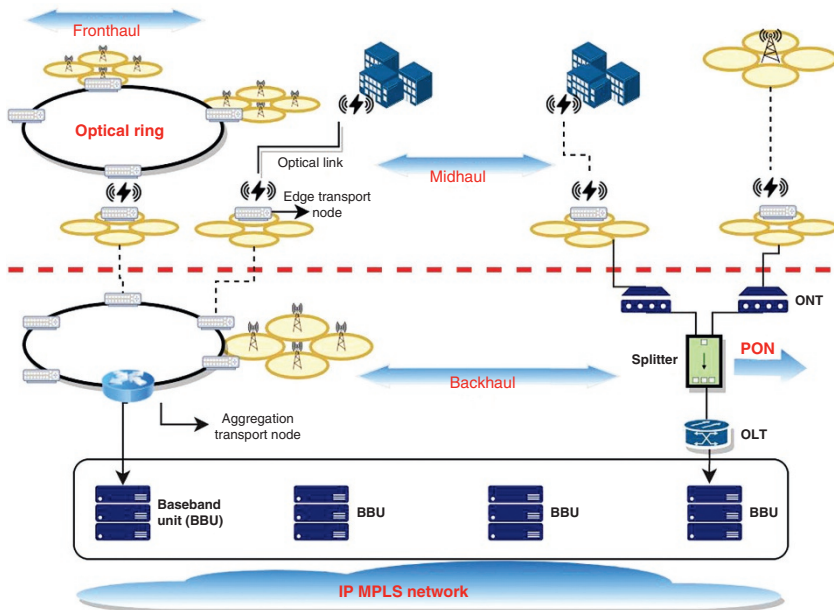 Fronthaul
Optical ring
Optical link
Midhaul
Edge transport
node
ONT
Splitter
PON
Backhaul
Aggregation
transport node
OLT
Baseband
unit (BBU)
BBU
BBU
BBU
IP MPLS network